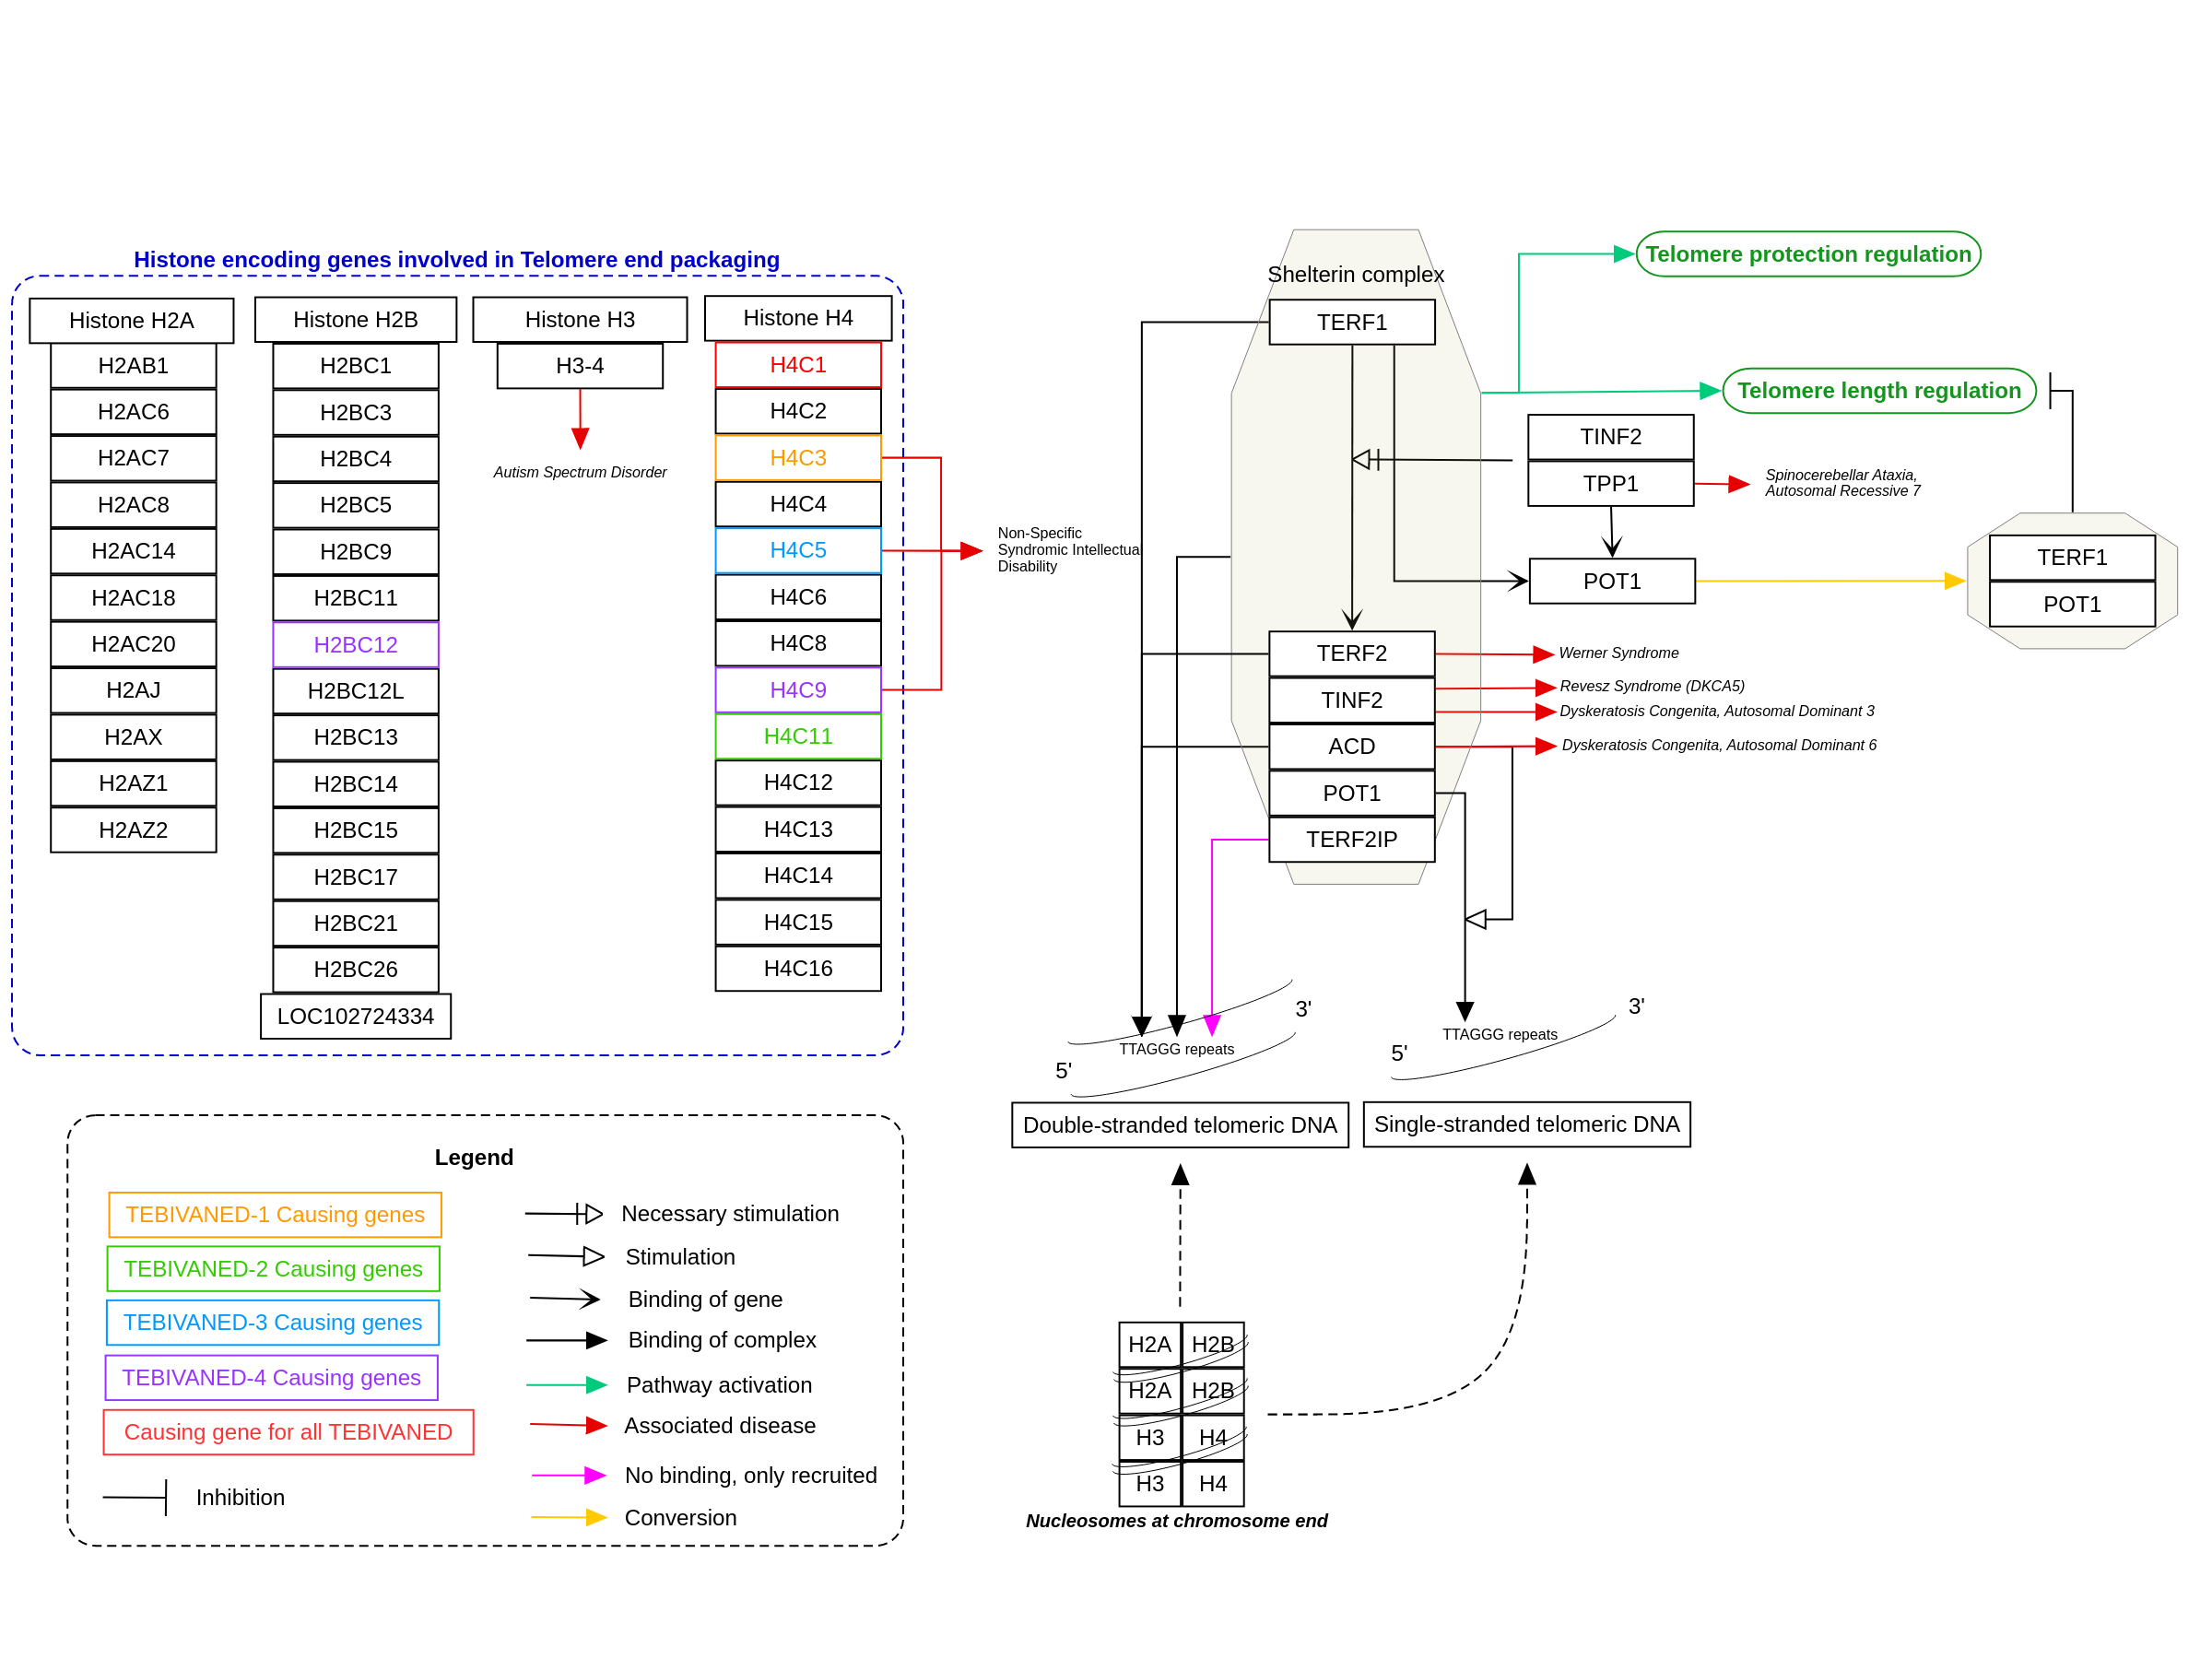 Histone encoding genes involved in Telomere end packaging
Histone H2A
H2AB1
H2AC6
H2AC7
H2AC8
H2AC14
H2AC18
H2AC20
H2AJ
H2AX
H2AZ1
H2AZ2
Histone H2B
H2BC1
H2BC3
H2BC4
H2BC5
H2BC9
H2BC11
H2BC12
H2BC12L
H2BC13
H2BC14
H2BC15
H2BC17
H2BC21
H2BC26
LOC102724334
Histone H3
H3-4
Autism Spectrum Disorder
Histone H4
H4C1
H4C2
H4C3
H4C4
H4C5
H4C6
H4C8
H4C9
H4C11
H4C12
H4C13
H4C14
H4C15
H4C16
Non-Specific
Syndromic Intellectual
Disability
Shelterin complex
TERF1
TERF2
TINF2
ACD
POT1
TERF2IP
Telomere protection regulation
Telomere length regulation
TINF2
TPP1
Spinocerebellar Ataxia,
Autosomal Recessive 7
POT1
TERF1
POT1
Werner Syndrome
Revesz Syndrome (DKCA5)
Dyskeratosis Congenita, Autosomal Dominant 3
Dyskeratosis Congenita, Autosomal Dominant 6
3'
TTAGGG repeats
5'
Double-stranded telomeric DNA
3'
TTAGGG repeats
5'
Single-stranded telomeric DNA
H2A H2B
H2A H2B
H3 H4
H3 H4
Nucleosomes at chromosome end
Legend
TEBIVANED-1 Causing genes
TEBIVANED-2 Causing genes
TEBIVANED-3 Causing genes
TEBIVANED-4 Causing genes
Causing gene for all TEBIVANED
Inhibition
Necessary stimulation
Stimulation
Binding of gene
Binding of complex
Pathway activation
Associated disease
No binding, only recruited
Conversion